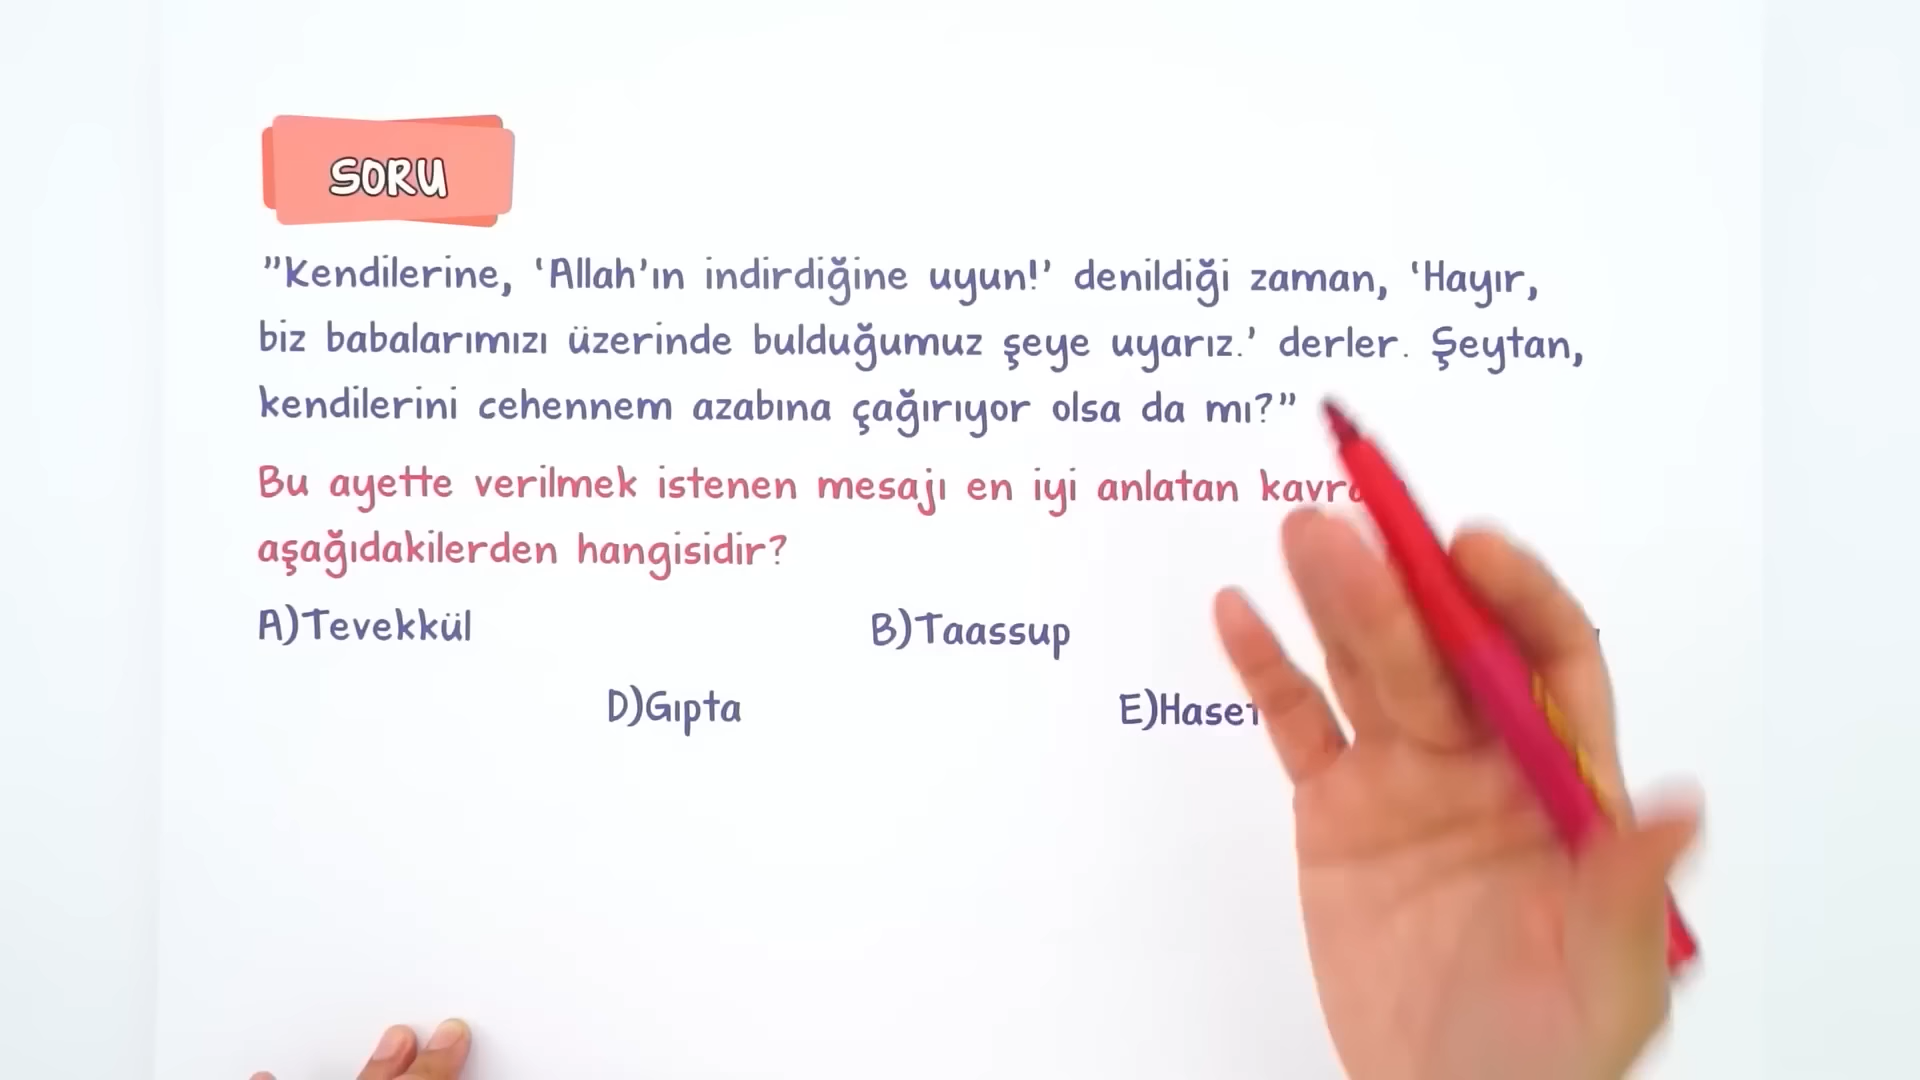 SORU
"Kendilerine, 'Allah'ın indirdiğine uyun!' denildiği zaman, 'Hayır,
biz babalarımızı üzerinde bulduğumuz şeye uyarız.' derler. Şeytan,
kendilerini cehennem azabına çağırıyor olsa da mı?"
Bu ayette verilmek istenen mesajı en iyi anlatan
aşağıdakilerden hangisidir?
A)Tevekkül B)Taassup
D)Gıpta E)Haset